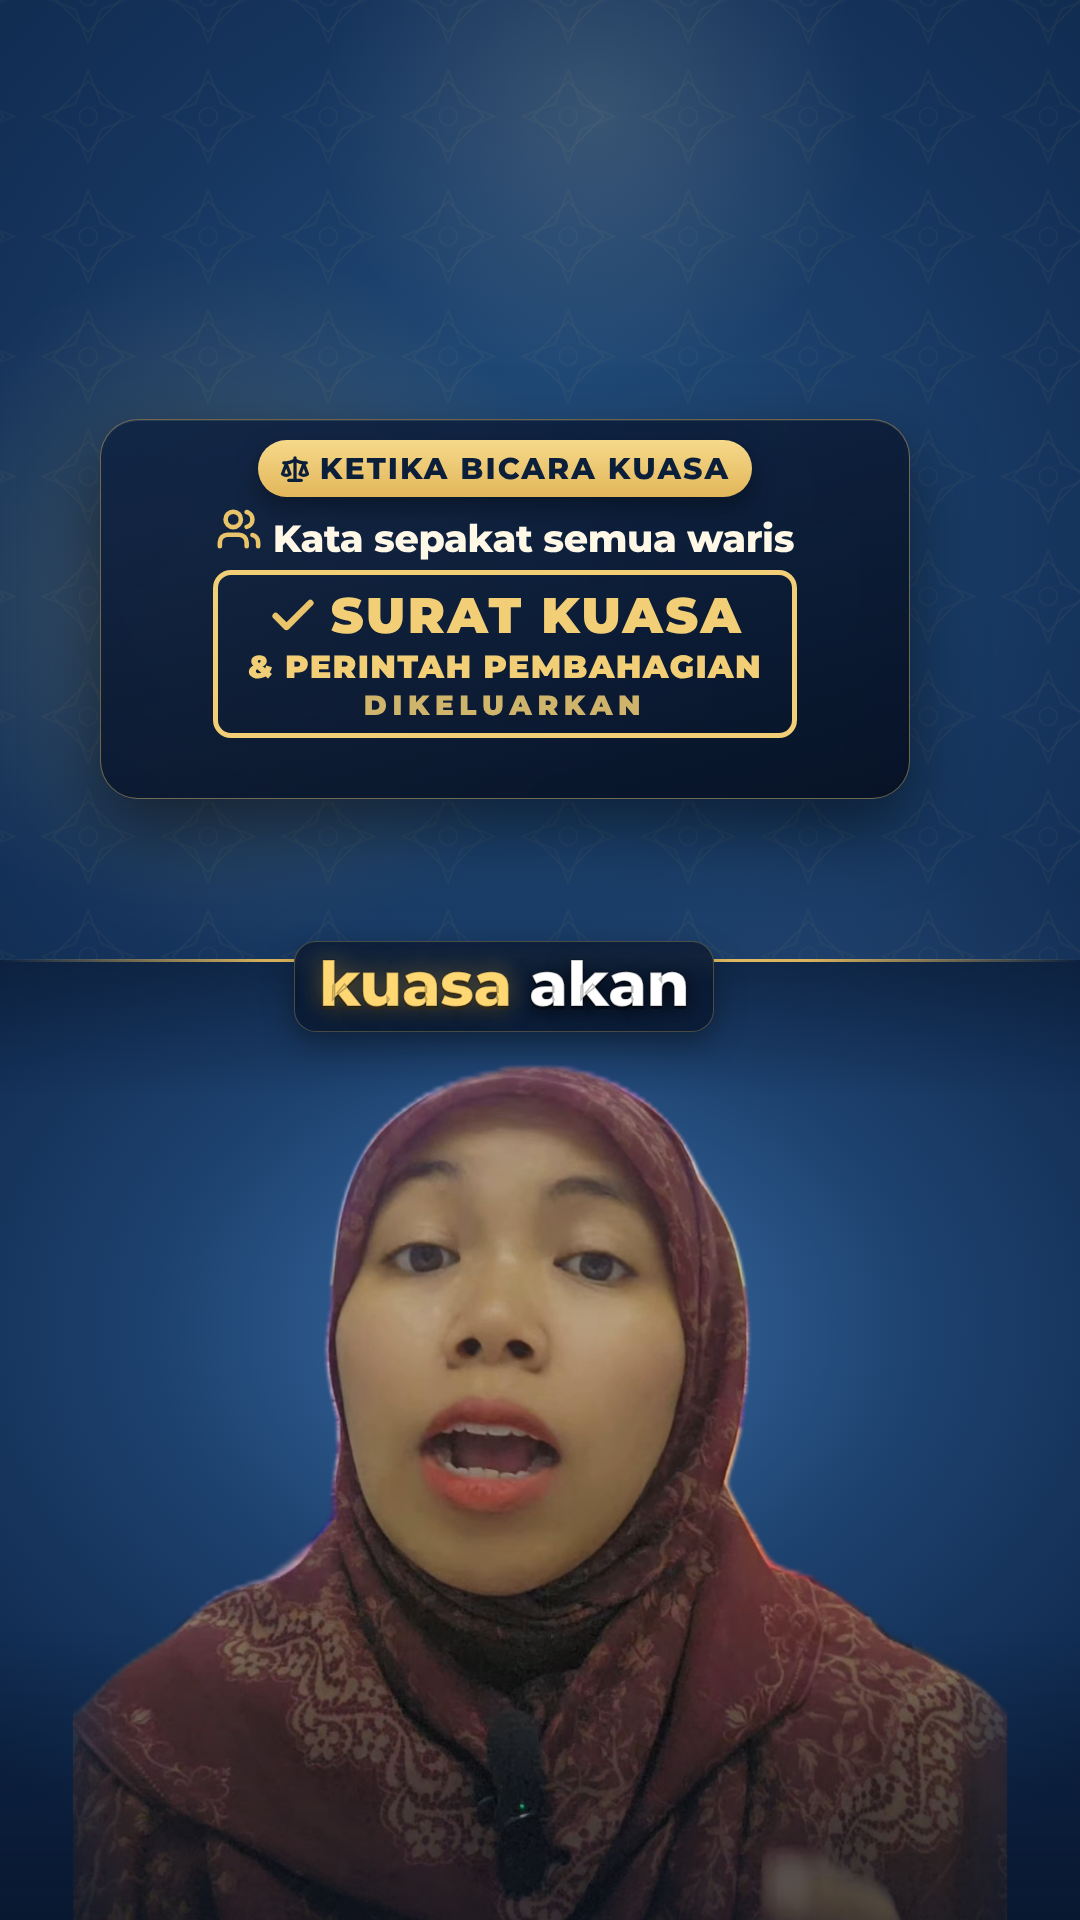 KETIKA BICARA KUASA
Kata sepakat semua waris
SURAT KUASA
& PERINTAH PEMBAHAGIAN
DIKELUARKAN
kuasa akan